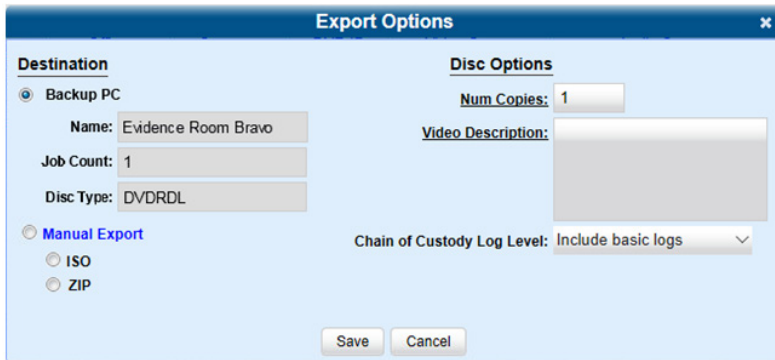 Export Options
Destination
Backup PC
Name: Evidence Room Bravo
Job Count: 1
Disc Type: DVDRDL
Manual Export
ISO
ZIP
Disc Options
Num Copies: 1
Video Description:
Chain of Custody Log Level: Include basic logs
Save Cancel